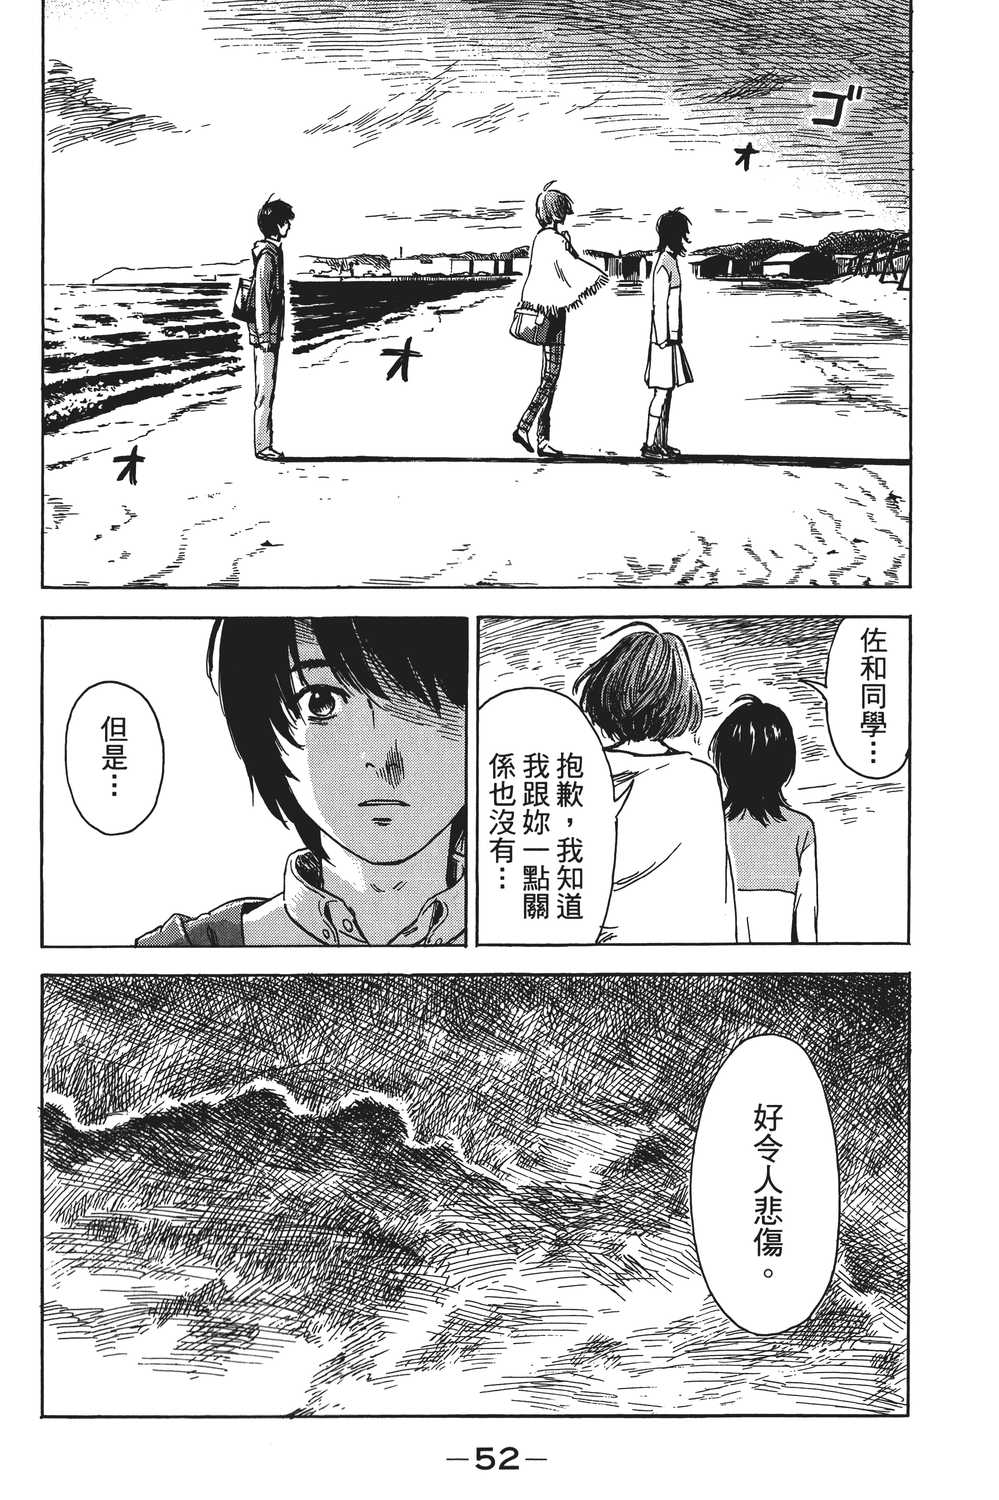 ゴ
オ
オ
オ
佐和同學…
抱歉，我知道
我跟妳一點關
係也沒有…
但是…
好令人悲傷。
—52—